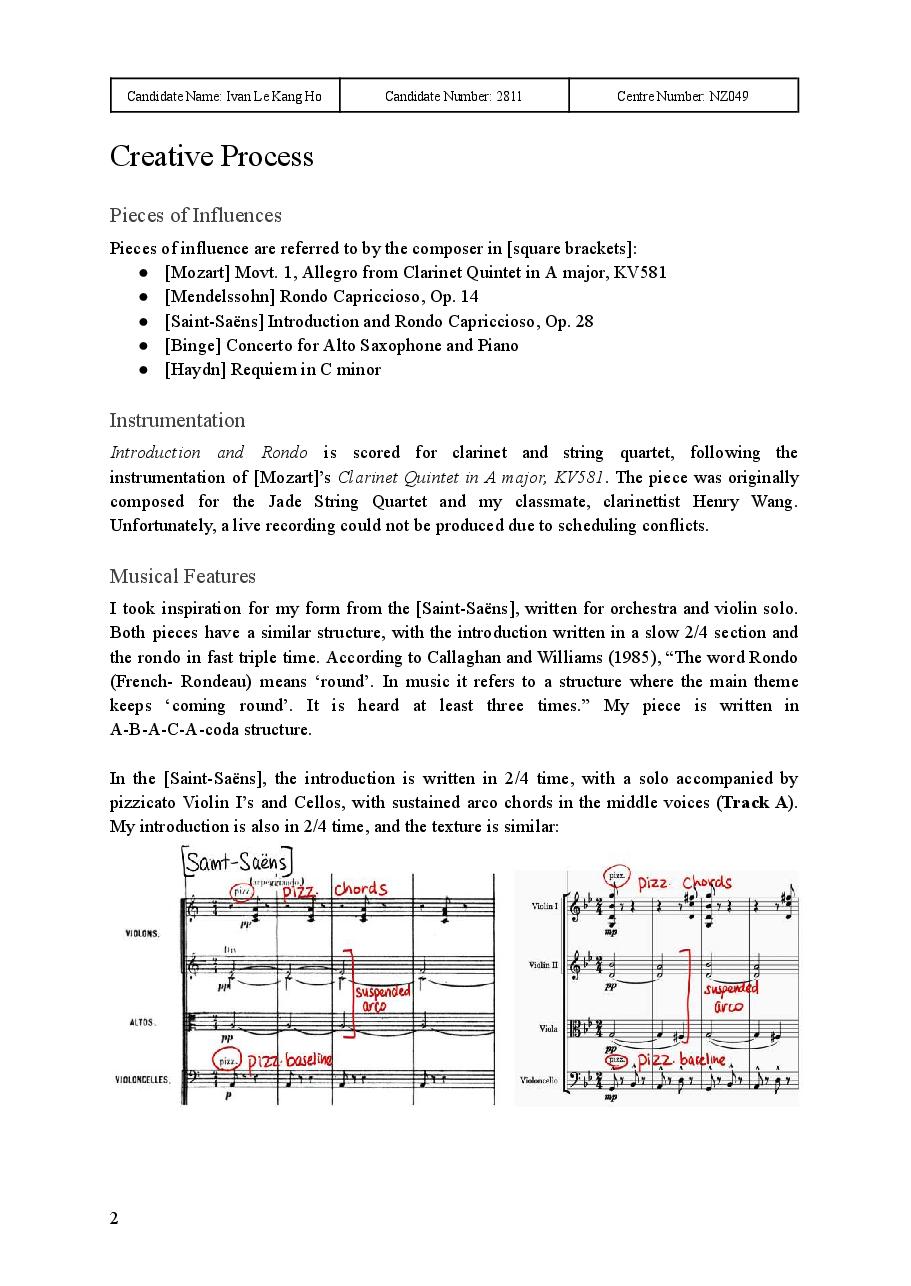 Candidate Name: Ivan Le Kang Ho Candidate Number: 2811 Centre Number: NZ049
Creative Process
Pieces of Influences
Pieces of influence are referred to by the composer in [square brackets]:
● [Mozart] Movt. 1, Allegro from Clarinet Quintet in A major, KV581
● [Mendelssohn] Rondo Capriccioso, Op. 14
● [Saint-Saëns] Introduction and Rondo Capriccioso, Op. 28
● [Binge] Concerto for Alto Saxophone and Piano
● [Haydn] Requiem in C minor
Instrumentation
Introduction and Rondo is scored for clarinet and string quartet, following the
instrumentation of [Mozart]’s Clarinet Quintet in A major, KV581. The piece was originally
composed for the Jade String Quartet and my classmate, clarinettist Henry Wang.
Unfortunately, a live recording could not be produced due to scheduling conflicts.
Musical Features
I took inspiration for my form from the [Saint-Saëns], written for orchestra and violin solo.
Both pieces have a similar structure, with the introduction written in a slow 2/4 section and
the rondo in fast triple time. According to Callaghan and Williams (1985), “The word Rondo
(French- Rondeau) means ‘round’. In music it refers to a structure where the main theme
keeps ‘coming round’. It is heard at least three times.” My piece is written in
A-B-A-C-A-coda structure.
In the [Saint-Saëns], the introduction is written in 2/4 time, with a solo accompanied by
pizzicato Violin I’s and Cellos, with sustained arco chords in the middle voices (Track A).
My introduction is also in 2/4 time, and the texture is similar:
[Saint-Saëns]
pizz. pizz. chords
pp
VIOLONS.
Div.
pp
suspended
arco
ALTOS.
pp
pizz. pizz. baseline
VIOLONCELLES.
p
pizz. pizz. chords
Violin I
mp
Violin II
pp
suspended
arco
Viola
pp
pizz. pizz. baseline
Violoncello
mp
2